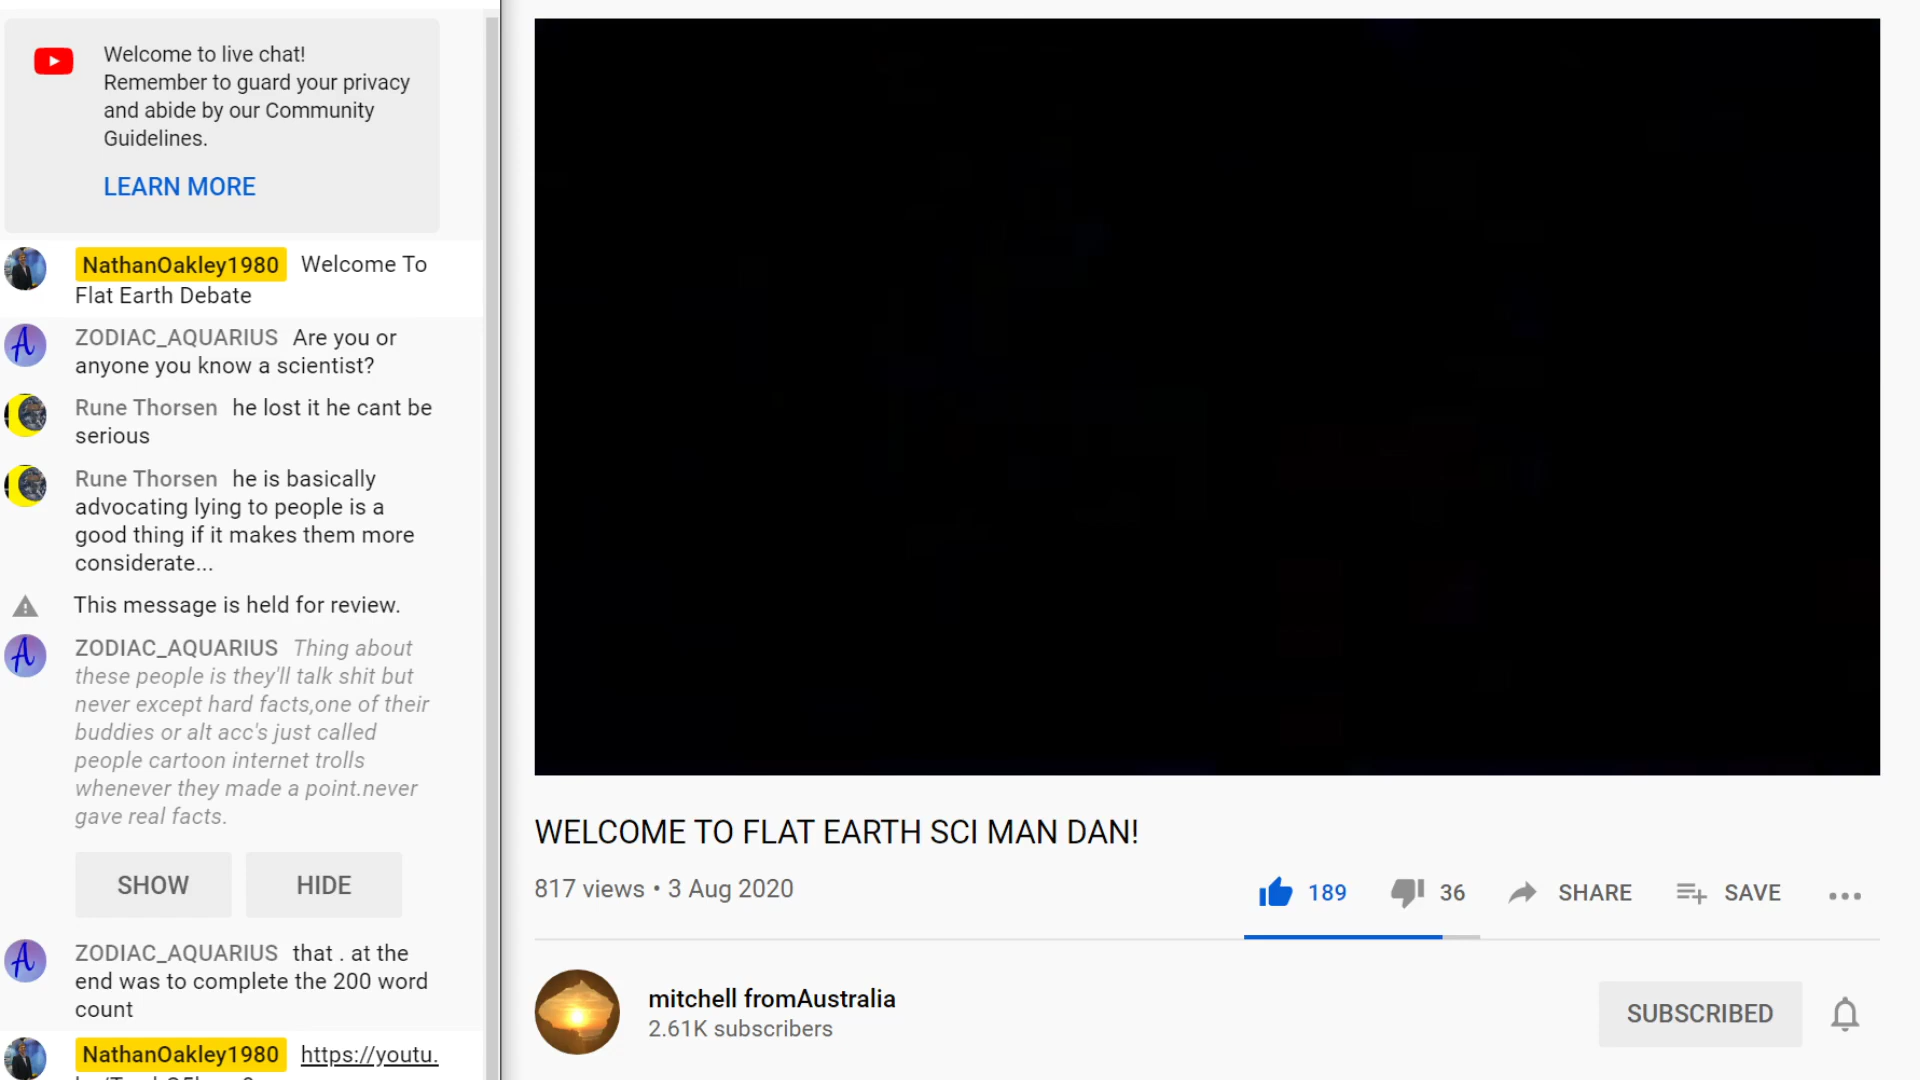 Welcome to live chat!
Remember to guard your privacy
and abide by our Community
Guidelines.
LEARN MORE
NathanOakley1980 Welcome To
Flat Earth Debate
ZODIAC_AQUARIUS Are you or
anyone you know a scientist?
Rune Thorsen he lost it he cant be
serious
Rune Thorsen he is basically
advocating lying to people is a
good thing if it makes them more
considerate...
This message is held for review.
ZODIAC_AQUARIUS Thing about
these people is they'll talk shit but
never except hard facts,one of their
buddies or alt acc's just called
people cartoon internet trolls
whenever they made a point.never
gave real facts.
SHOW HIDE
ZODIAC_AQUARIUS that . at the
end was to complete the 200 word
count
NathanOakley1980 https://youtu.
WELCOME TO FLAT EARTH SCI MAN DAN!
817 views • 3 Aug 2020
189 36 SHARE SAVE
mitchell fromAustralia
2.61K subscribers
SUBSCRIBED